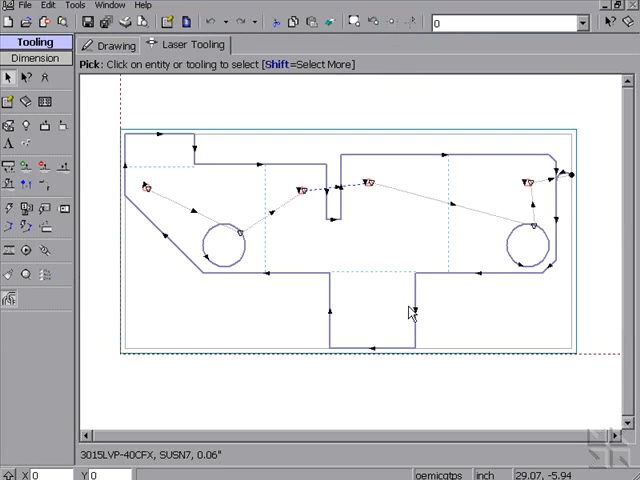 File Edit Tools Window Help
0
Tooling
Dimension
Drawing Laser Tooling
Pick: Click on entity or tooling to select [Shift=Select More]
3015LVP-40CFX, SUSN7, 0.06"
X 0 Y 0 oemicgtps inch 29.07, -5.94